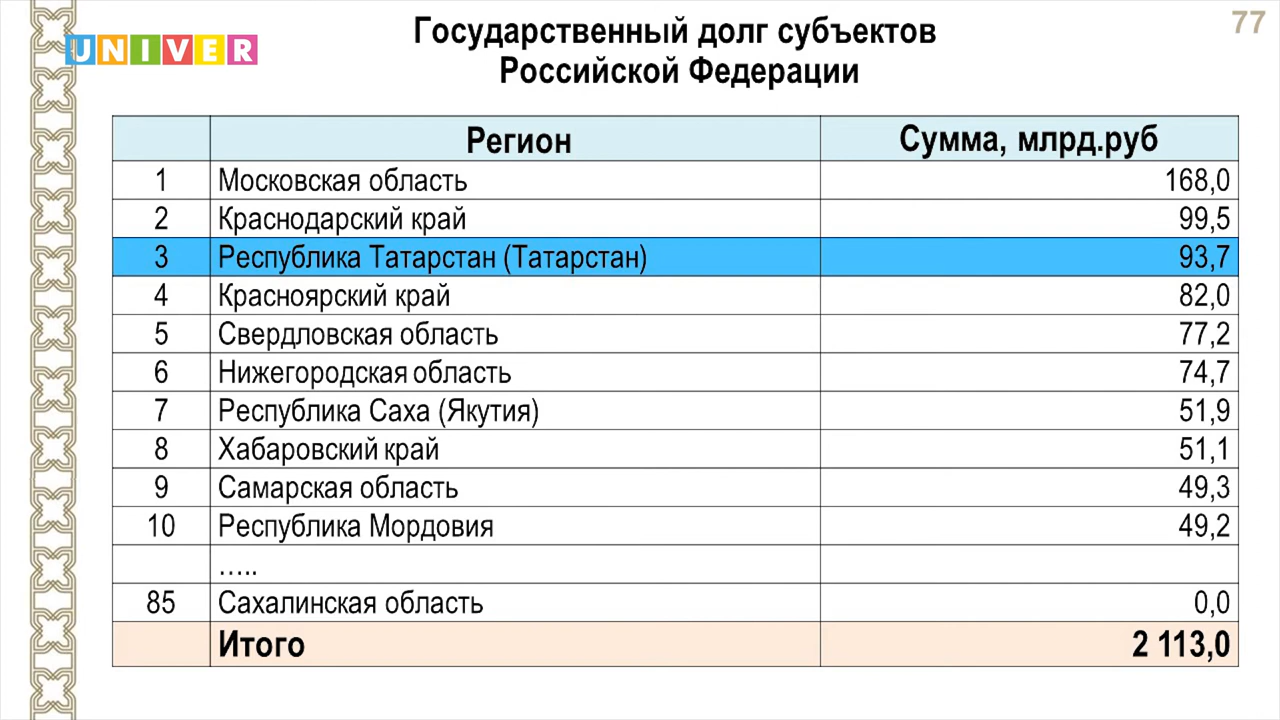 77
UNIVER
Государственный долг субъектов
Российской Федерации
Регион Сумма, млрд.руб
1 Московская область 168,0
2 Краснодарский край 99,5
3 Республика Татарстан (Татарстан) 93,7
4 Красноярский край 82,0
5 Свердловская область 77,2
6 Нижегородская область 74,7
7 Республика Саха (Якутия) 51,9
8 Хабаровский край 51,1
9 Самарская область 49,3
10 Республика Мордовия 49,2
…..
85 Сахалинская область 0,0
Итого 2 113,0